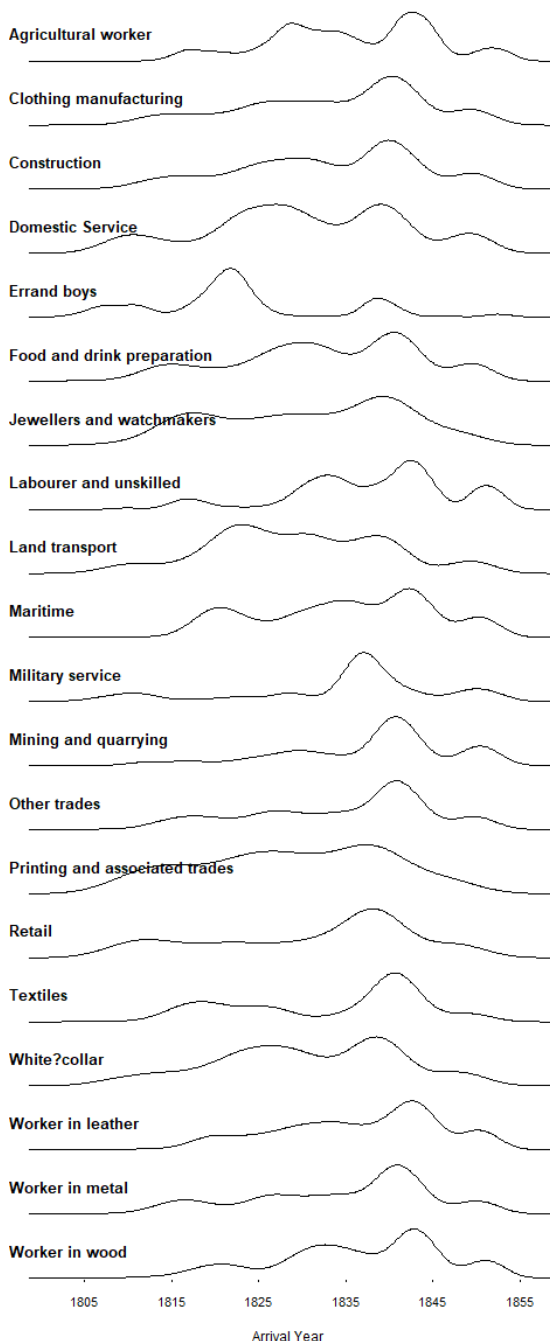 Agricultural worker
Clothing manufacturing
Construction
Domestic Service
Errand boys
Food and drink preparation
Jewellers and watchmakers
Labourer and unskilled
Land transport
Maritime
Military service
Mining and quarrying
Other trades
Printing and associated trades
Retail
Textiles
White?collar
Worker in leather
Worker in metal
Worker in wood
1805 1815 1825 1835 1845 1855
Arrival Year